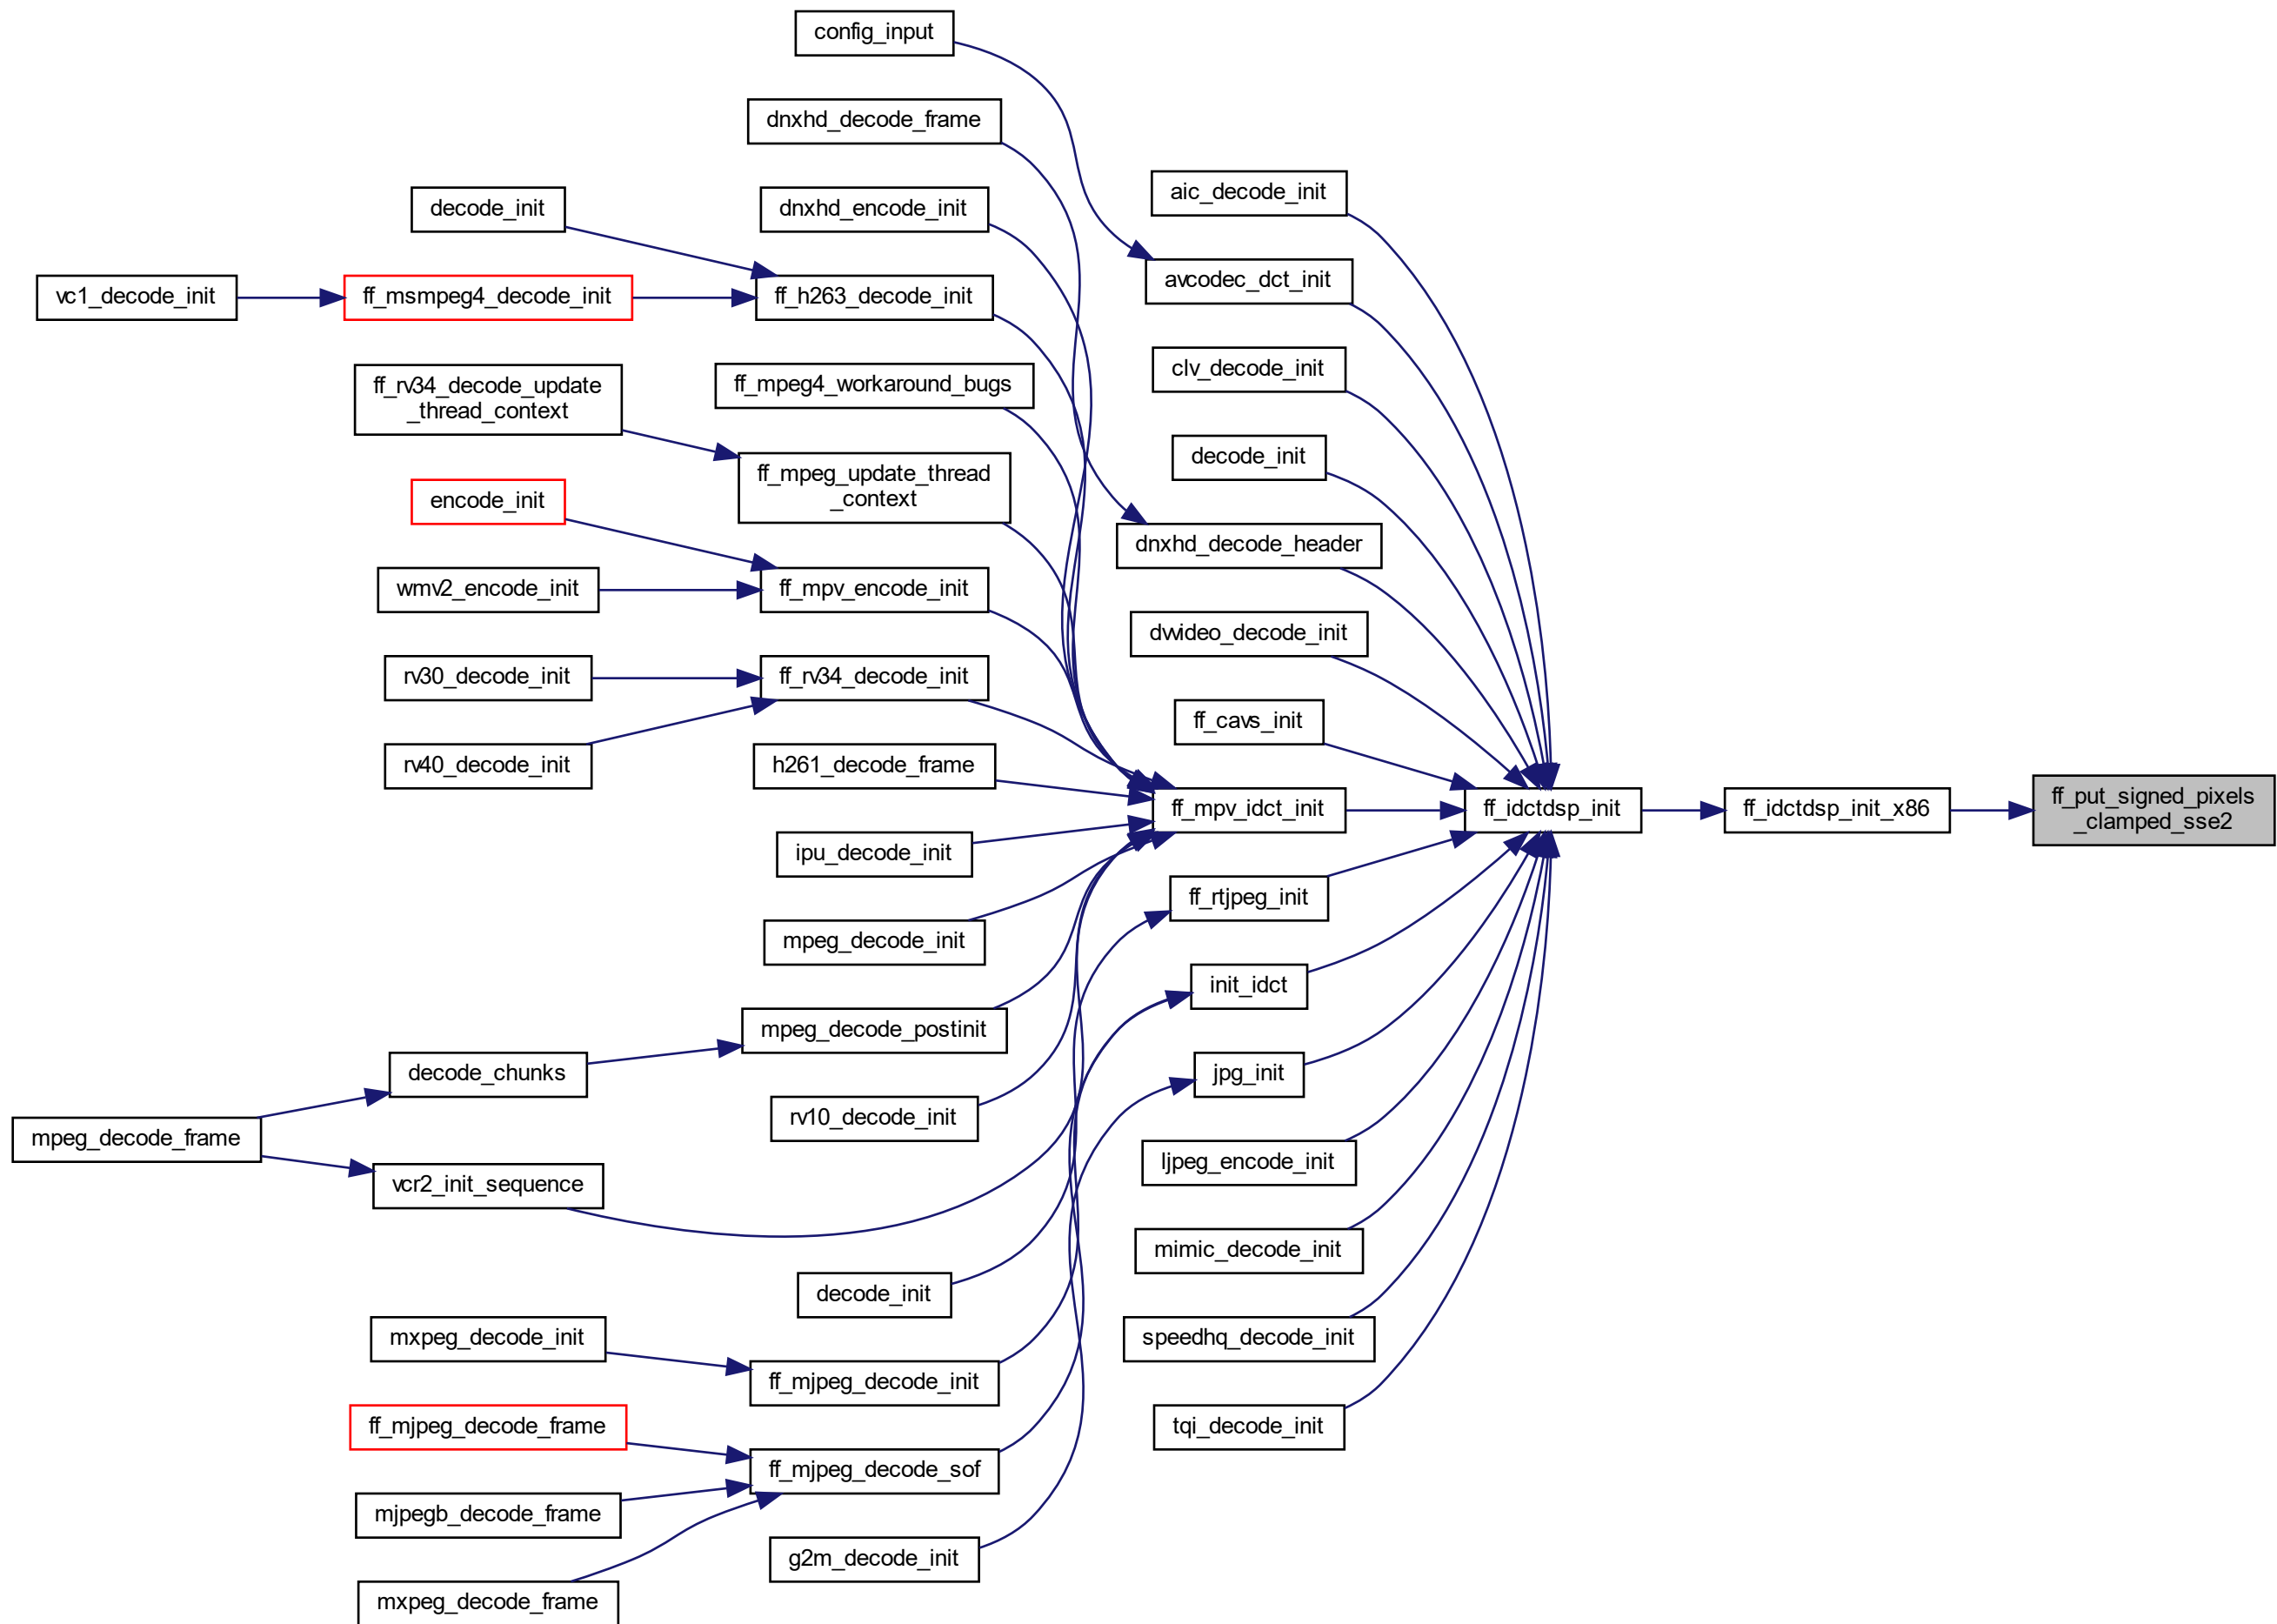 config_input
dnxhd_decode_frame
aic_decode_init
decode_init
dnxhd_encode_init
avcodec_dct_init
vc1_decode_init
ff_msmpeg4_decode_init
ff_h263_decode_init
clv_decode_init
ff_rv34_decode_update
_thread_context
ff_mpeg4_workaround_bugs
decode_init
ff_mpeg_update_thread
_context
encode_init
dnxhd_decode_header
wmv2_encode_init
ff_mpv_encode_init
dvvideo_decode_init
rv30_decode_init
ff_rv34_decode_init
ff_cavs_init
rv40_decode_init
h261_decode_frame
ff_mpv_idct_init
ff_idctdsp_init
ff_idctdsp_init_x86
ff_put_signed_pixels
_clamped_sse2
ipu_decode_init
ff_rtjpeg_init
mpeg_decode_init
init_idct
mpeg_decode_postinit
decode_chunks
jpg_init
rv10_decode_init
mpeg_decode_frame
ljpeg_encode_init
vcr2_init_sequence
mimic_decode_init
decode_init
mxpeg_decode_init
speedhq_decode_init
ff_mjpeg_decode_init
ff_mjpeg_decode_frame
tqi_decode_init
ff_mjpeg_decode_sof
mjpegb_decode_frame
g2m_decode_init
mxpeg_decode_frame